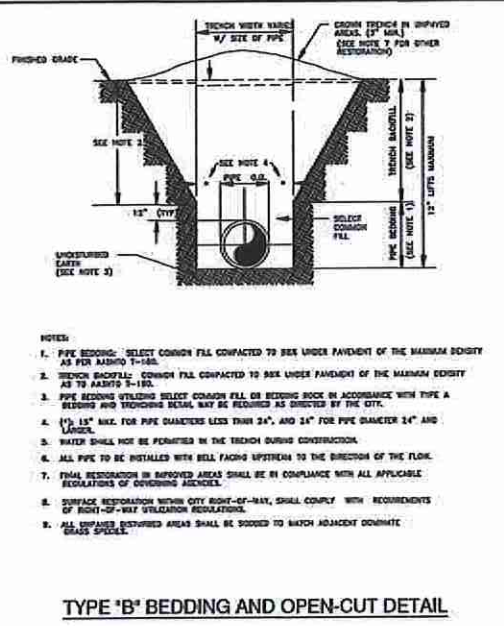 TRENCH WIDTH VARIES
W/ SIZE OF PIPE
CROWN TRENCH IN UNPAVED
AREAS. (3" MIN.)
(SEE NOTE 7 FOR OTHER
RESTORATION)
FINISHED GRADE
SEE NOTE
SEE NOTE 4
PIPE O.D.
12" (TYP.)
SELECT
COMMON
FILL
UNDISTURBED
EARTH
(SEE NOTE 3)
TRENCH BACKFILL
(SEE NOTE 2)
PIPE BEDDING
(SEE NOTE 1)
12" LIFTS MAXIMUM
NOTES:
1. PIPE BEDDING: SELECT COMMON FILL COMPACTED TO 98% UNDER PAVEMENT OF THE MAXIMUM DENSITY
AS PER AASHTO T-180.
2. TRENCH BACKFILL: COMMON FILL COMPACTED TO 98% UNDER PAVEMENT OF THE MAXIMUM DENSITY
AS TO AASHTO T-180.
3. PIPE BEDDING UTILIZING SELECT COMMON FILL OR BEDDING ROCK IN ACCORDANCE WITH TYPE A
BEDDING AND TRENCHING DETAIL MAY BE REQUIRED AS DIRECTED BY THE CITY.
4. (*): 15" MAX. FOR PIPE DIAMETERS LESS THAN 24", AND 24" FOR PIPE DIAMETER 24" AND
LARGER.
5. WATER SHALL NOT BE PERMITTED IN THE TRENCH DURING CONSTRUCTION.
6. ALL PIPE TO BE INSTALLED WITH BELL FACING UPSTREAM TO THE DIRECTION OF THE FLOW.
7. FINAL RESTORATION IN IMPROVED AREAS SHALL BE IN COMPLIANCE WITH ALL APPLICABLE
REGULATIONS OF GOVERNING AGENCIES.
8. SURFACE RESTORATION WITHIN CITY RIGHT-OF-WAY, SHALL COMPLY WITH REQUIREMENTS
OF RIGHT-OF-WAY UTILIZATION REGULATIONS.
9. ALL UNPAVED DISTURBED AREAS SHALL BE SODDED TO MATCH ADJACENT DOMINATE
GRASS SPECIES.
TYPE "B" BEDDING AND OPEN-CUT DETAIL